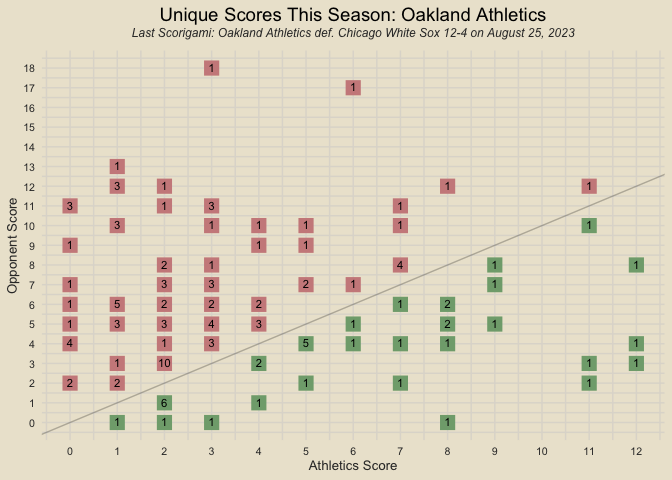 Unique Scores This Season: Oakland Athletics
Last Scorigami: Oakland Athletics def. Chicago White Sox 12-4 on August 25, 2023
Opponent Score
18 1
17 1
16
15
14
13 1
12 3 1 1 1
11 3 1 3 1
10 3 1 1 1 1 1
9 1 1 1
8 2 1 4 1 1
7 1 3 3 2 1 1
6 1 5 2 2 2 1 2
5 1 3 3 4 3 1 2 1
4 4 1 3 5 1 1 1 1
3 1 10 2 1 1
2 2 2 1 1 1
1 6 1
0 1 1 1 1
0 1 2 3 4 5 6 7 8 9 10 11 12
Athletics Score